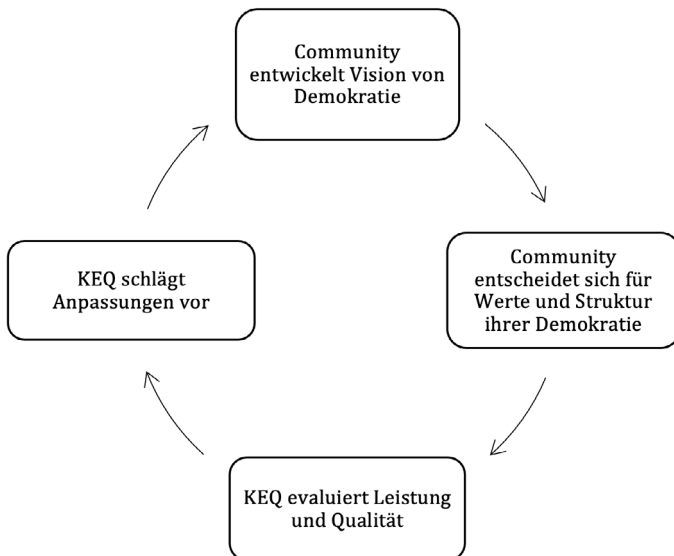 Community
entwickelt Vision von
Demokratie
Community
entscheidet sich für
Werte und Struktur
ihrer Demokratie
KEQ evaluiert Leistung
und Qualität
KEQ schlägt
Anpassungen vor